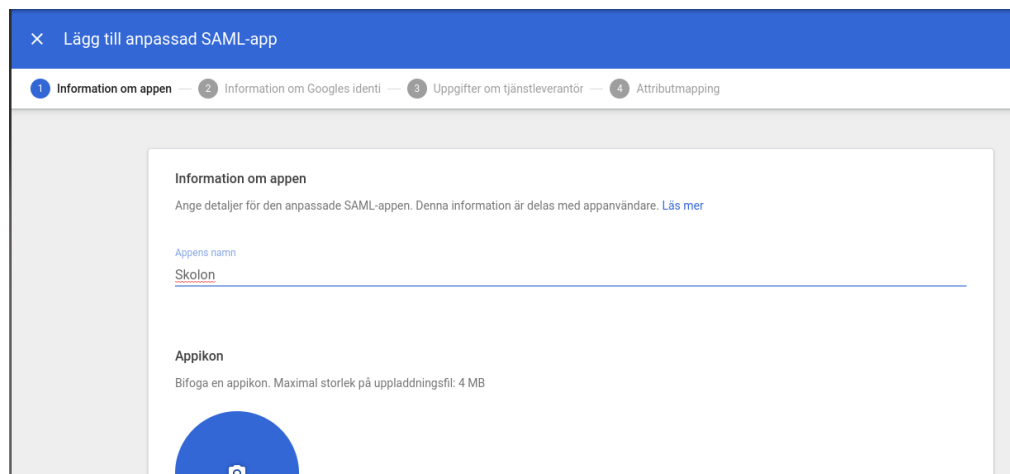 Lägg till anpassad SAML-app
1 Information om appen 2 Information om Googles identi 3 Uppgifter om tjänstleverantör 4 Attributmapping
Information om appen
Ange detaljer för den anpassade SAML-appen. Denna information är delas med appanvändare. Läs mer
Appens namn
Skolon
Appikon
Bifoga en appikon. Maximal storlek på uppladdningsfil: 4 MB